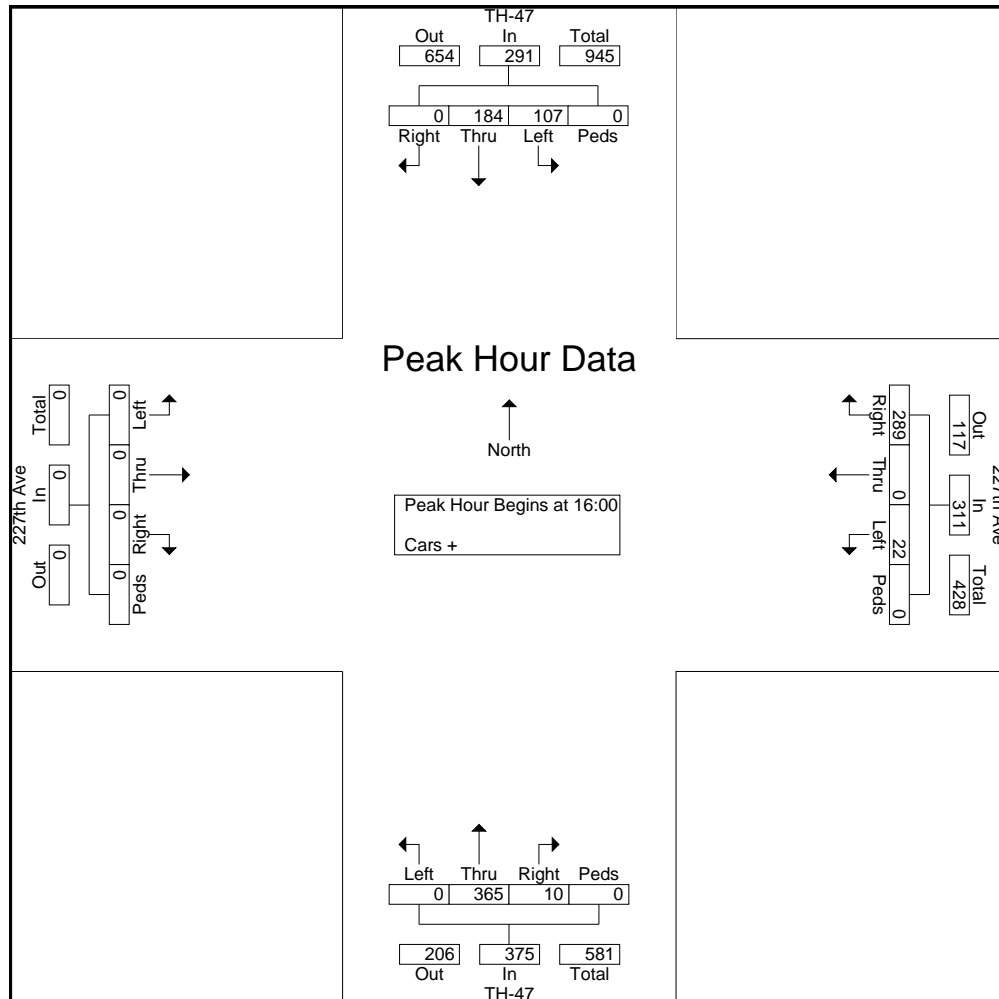 TH-47
Out In Total
654 291 945
0 184 107 0
Right Thru Left Peds
Peak Hour Data
North
Peak Hour Begins at 16:00
Cars +
227th Ave
Total In Out
0 0 0
0 0 0 0
Left Thru Right Peds
Right Thru Left Peds
289 0 22 0
117 311 428
Out In Total
227th Ave
Left Thru Right Peds
0 365 10 0
206 375 581
Out In Total
TH-47